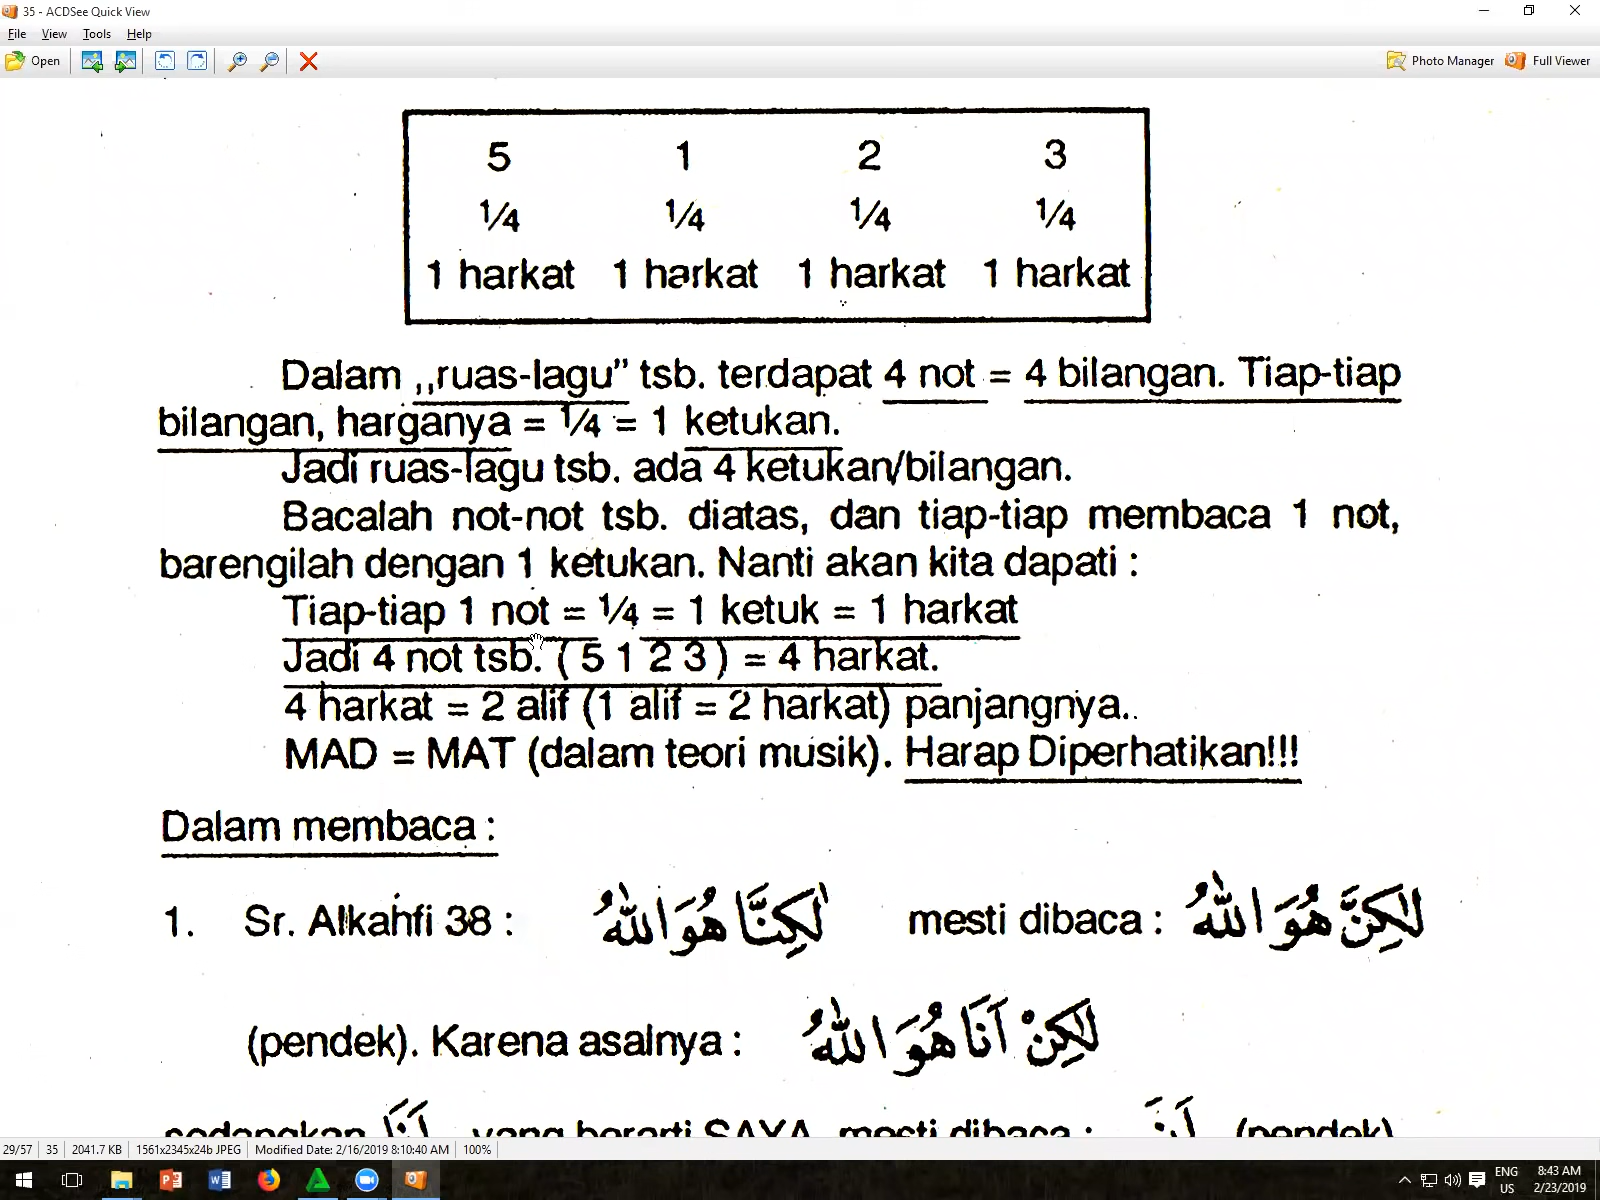 35 - ACDSee Quick View
File View Tools Help
Open Photo Manager Full Viewer
5 1 2 3
¼ ¼ ¼ ¼
1 harkat 1 harkat 1 harkat 1 harkat
Dalam ,,ruas-lagu” tsb. terdapat 4 not = 4 bilangan. Tiap-tiap
bilangan, harganya = ¼ = 1 ketukan.
Jadi ruas-lagu tsb. ada 4 ketukan/bilangan.
Bacalah not-not tsb. diatas, dan tiap-tiap membaca 1 not,
barengilah dengan 1 ketukan. Nanti akan kita dapati :
Tiap-tiap 1 not = ¼ = 1 ketuk = 1 harkat
Jadi 4 not tsb. ( 5 1 2 3 ) = 4 harkat.
4 harkat = 2 alif (1 alif = 2 harkat) panjangnya..
MAD = MAT (dalam teori musik). Harap Diperhatikan!!!
Dalam membaca :
1. Sr. Alkahfi 38 : لٰكِنَّا هُوَ اللّٰهُ mesti dibaca : لٰكِنَّ هُوَ اللّٰهُ
(pendek). Karena asalnya : لٰكِنْ اَنَا هُوَ اللّٰهُ
sedangkan اَنَا yang berarti SAYA, mesti dibaca : اَنَ (pendek)
29/57 35 2041.7 KB 1561x2345x24b JPEG Modified Date: 2/16/2019 8:10:40 AM 100%
ENG 8:43 AM
US 2/23/2019